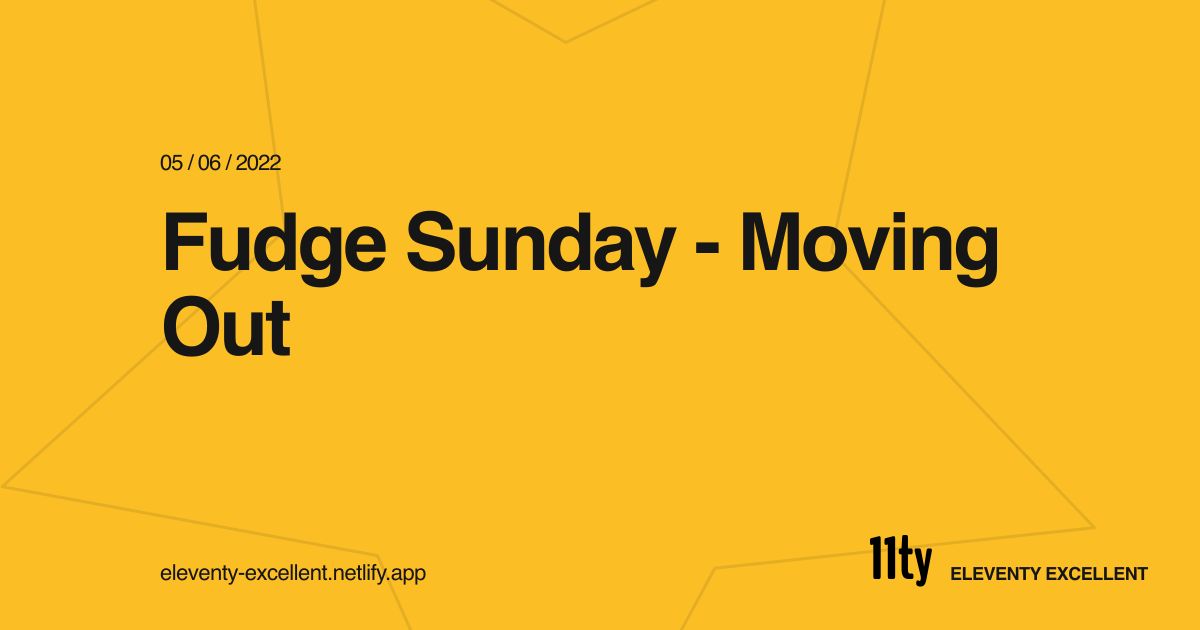 05 / 06 / 2022
Fudge Sunday - Moving
Out
eleventy-excellent.netlify.app
11ty ELEVENTY EXCELLENT